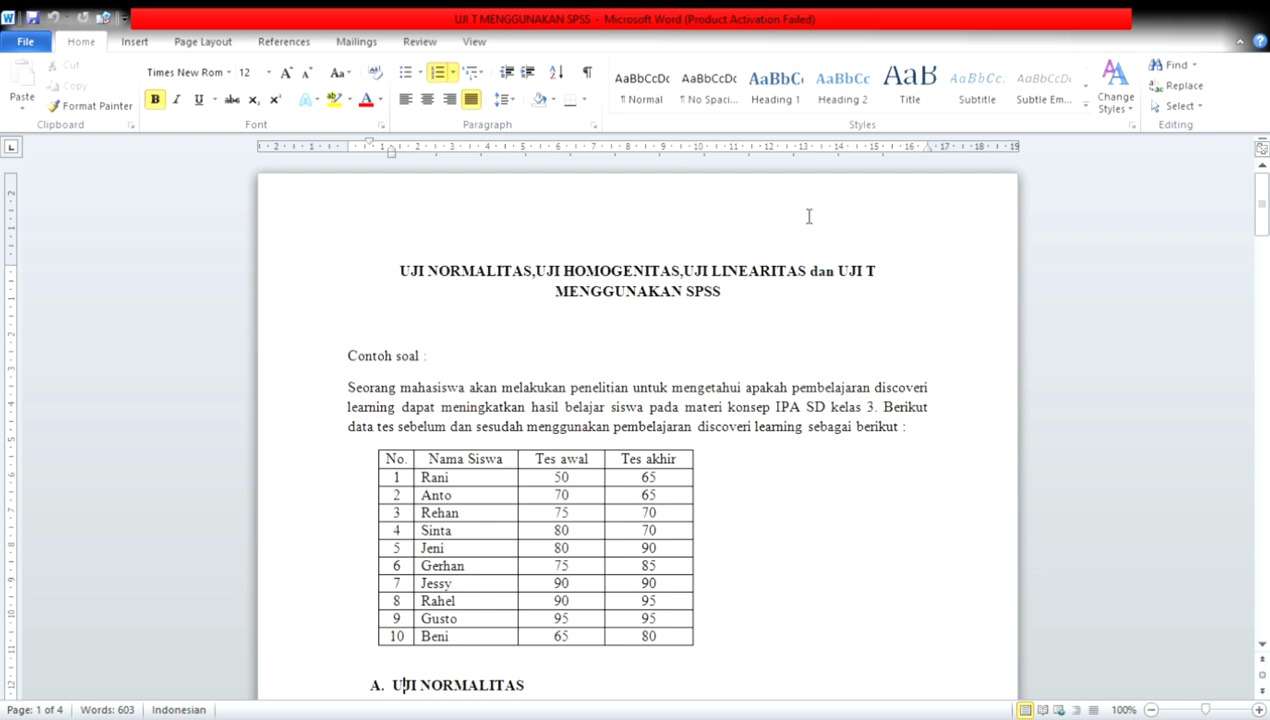 UJI T MENGGUNAKAN SPSS - Microsoft Word (Product Activation Failed)
File Home Insert Page Layout References Mailings Review View
Paste
Cut
Copy
Format Painter
Clipboard
Times New Rom 12
Font
Paragraph
AaBbCcDc AaBbCcDc AaBbC AaBbCc AaB AaBbCc. AaBbCcDc
¶ Normal ¶ No Spaci... Heading 1 Heading 2 Title Subtitle Subtle Em...
Styles
Change
Styles
Find
Replace
Select
Editing
UJI NORMALITAS,UJI HOMOGENITAS,UJI LINEARITAS dan UJI T
MENGGUNAKAN SPSS
Contoh soal :
Seorang mahasiswa akan melakukan penelitian untuk mengetahui apakah pembelajaran discoveri
learning dapat meningkatkan hasil belajar siswa pada materi konsep IPA SD kelas 3. Berikut
data tes sebelum dan sesudah menggunakan pembelajaran discoveri learning sebagai berikut :
No. Nama Siswa Tes awal Tes akhir
1 Rani 50 65
2 Anto 70 65
3 Rehan 75 70
4 Sinta 80 70
5 Jeni 80 90
6 Gerhan 75 85
7 Jessy 90 90
8 Rahel 90 95
9 Gusto 95 95
10 Beni 65 80
A. UJI NORMALITAS
Page: 1 of 4 Words: 603 Indonesian 100%